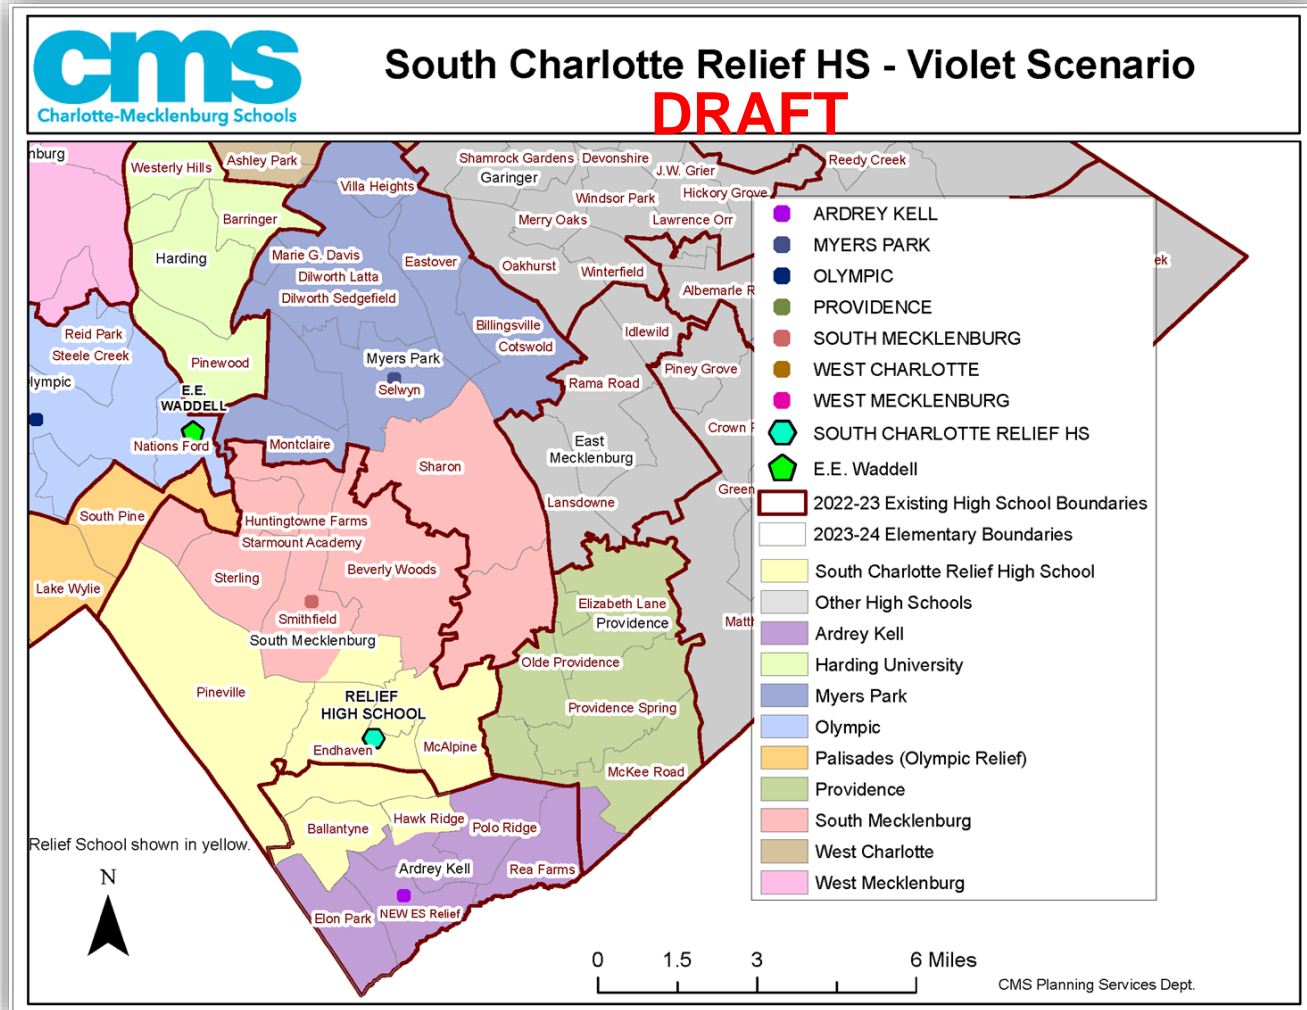 cms
Charlotte-Mecklenburg Schools
South Charlotte Relief HS - Violet Scenario
DRAFT
nburg
Westerly Hills
Ashley Park
Villa Heights
Shamrock Gardens
Devonshire
Garinger
J.W. Grier
Reedy Creek
Windsor Park
Hickory Grove
Barringer
Merry Oaks
Lawrence Orr
Harding
Marie G. Davis
Eastover
Oakhurst
Winterfield
ek
Dilworth Latta
Dilworth Sedgefield
Albemarle R
Reid Park
Steele Creek
Billingsville
Cotswold
Idlewild
Pinewood
Myers Park
Selwyn
Rama Road
Piney Grove
lympic
E.E.
WADDELL
Nations Ford
Montclaire
Sharon
East
Mecklenburg
Crown P
Lansdowne
Green
South Pine
Huntingtowne Farms
Starmount Academy
Beverly Woods
Sterling
Lake Wylie
Smithfield
South Mecklenburg
Elizabeth Lane
Providence
Matth
Olde Providence
Pineville
RELIEF
HIGH SCHOOL
Providence Spring
Endhaven
McAlpine
McKee Road
Ballantyne
Hawk Ridge
Polo Ridge
Relief School shown in yellow.
Ardrey Kell
Rea Farms
N
Elon Park
NEW ES Relief
ARDREY KELL
MYERS PARK
OLYMPIC
PROVIDENCE
SOUTH MECKLENBURG
WEST CHARLOTTE
WEST MECKLENBURG
SOUTH CHARLOTTE RELIEF HS
E.E. Waddell
2022-23 Existing High School Boundaries
2023-24 Elementary Boundaries
South Charlotte Relief High School
Other High Schools
Ardrey Kell
Harding University
Myers Park
Olympic
Palisades (Olympic Relief)
Providence
South Mecklenburg
West Charlotte
West Mecklenburg
0 1.5 3 6 Miles
CMS Planning Services Dept.